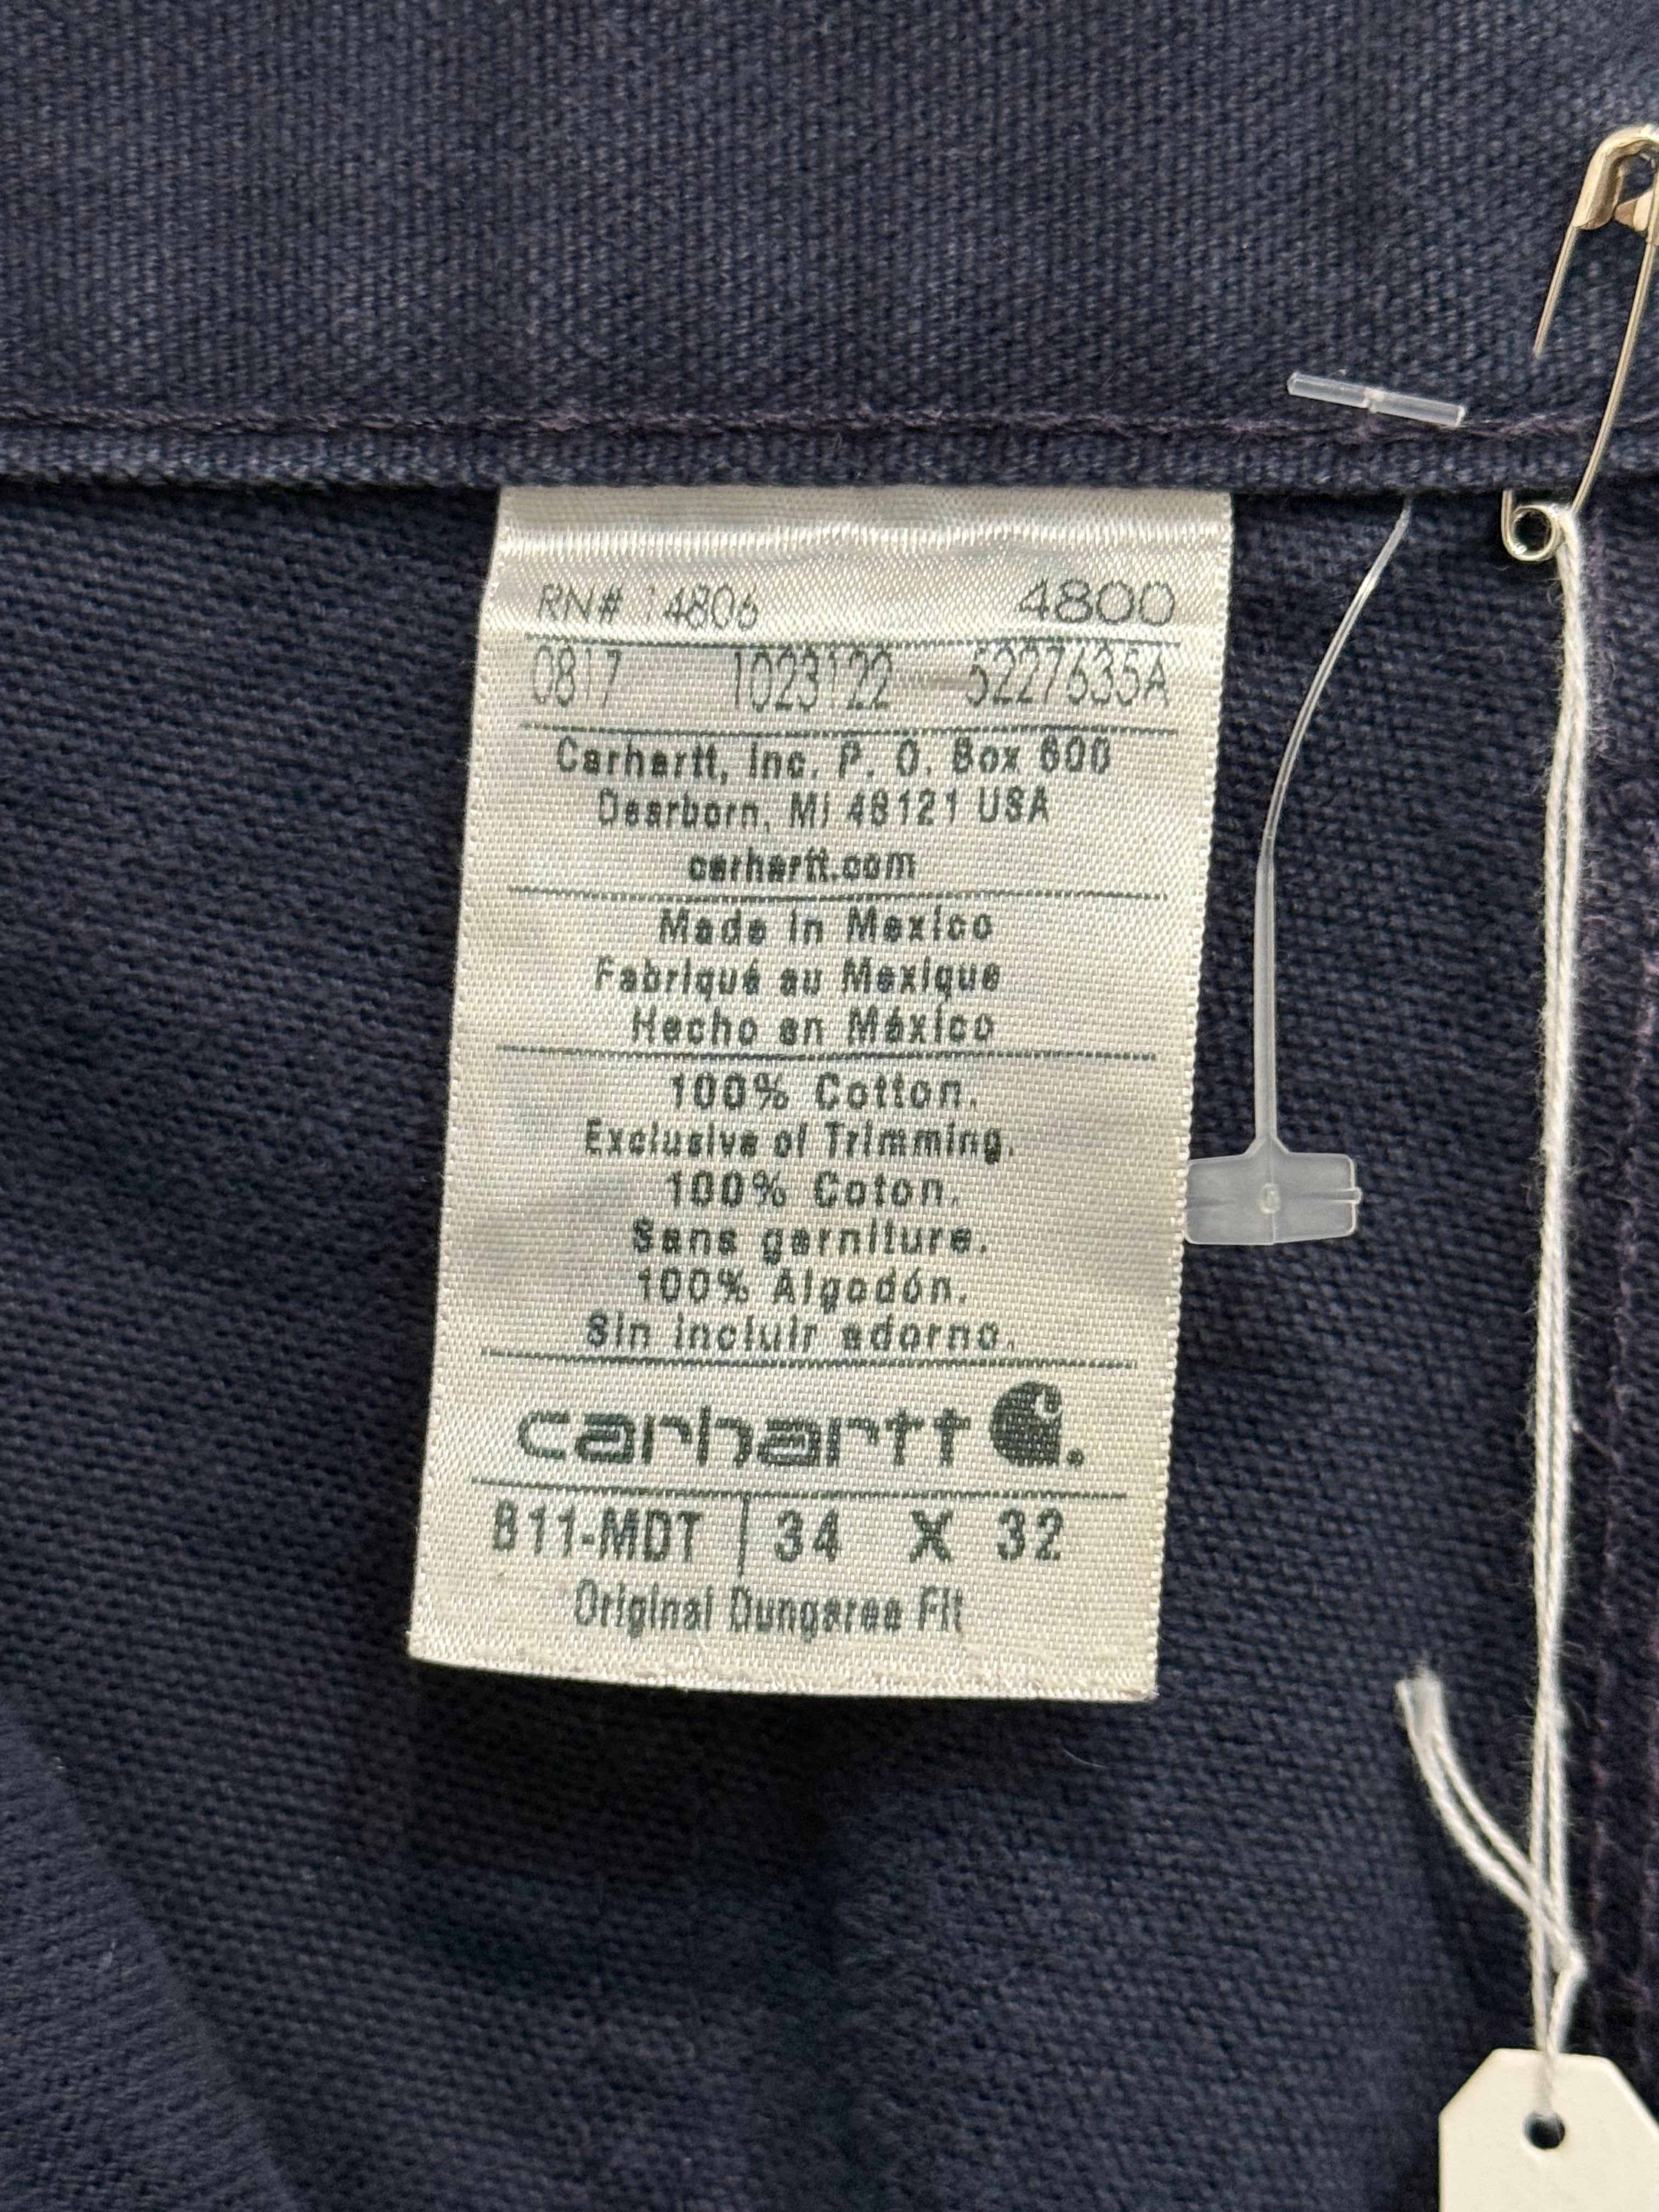 RN# 14806 4800
0817 1023122 5227635A
Carhartt, Inc. P. O. Box 600
Dearborn, MI 48121 USA
carhartt.com
Made in Mexico
Fabriqué au Mexique
Hecho en México
100% Cotton.
Exclusive of Trimming.
100% Coton.
Sans garniture.
100% Algodón.
Sin incluir adorno.
carhartt
B11-MDT | 34 X 32
Original Dungaree Fit